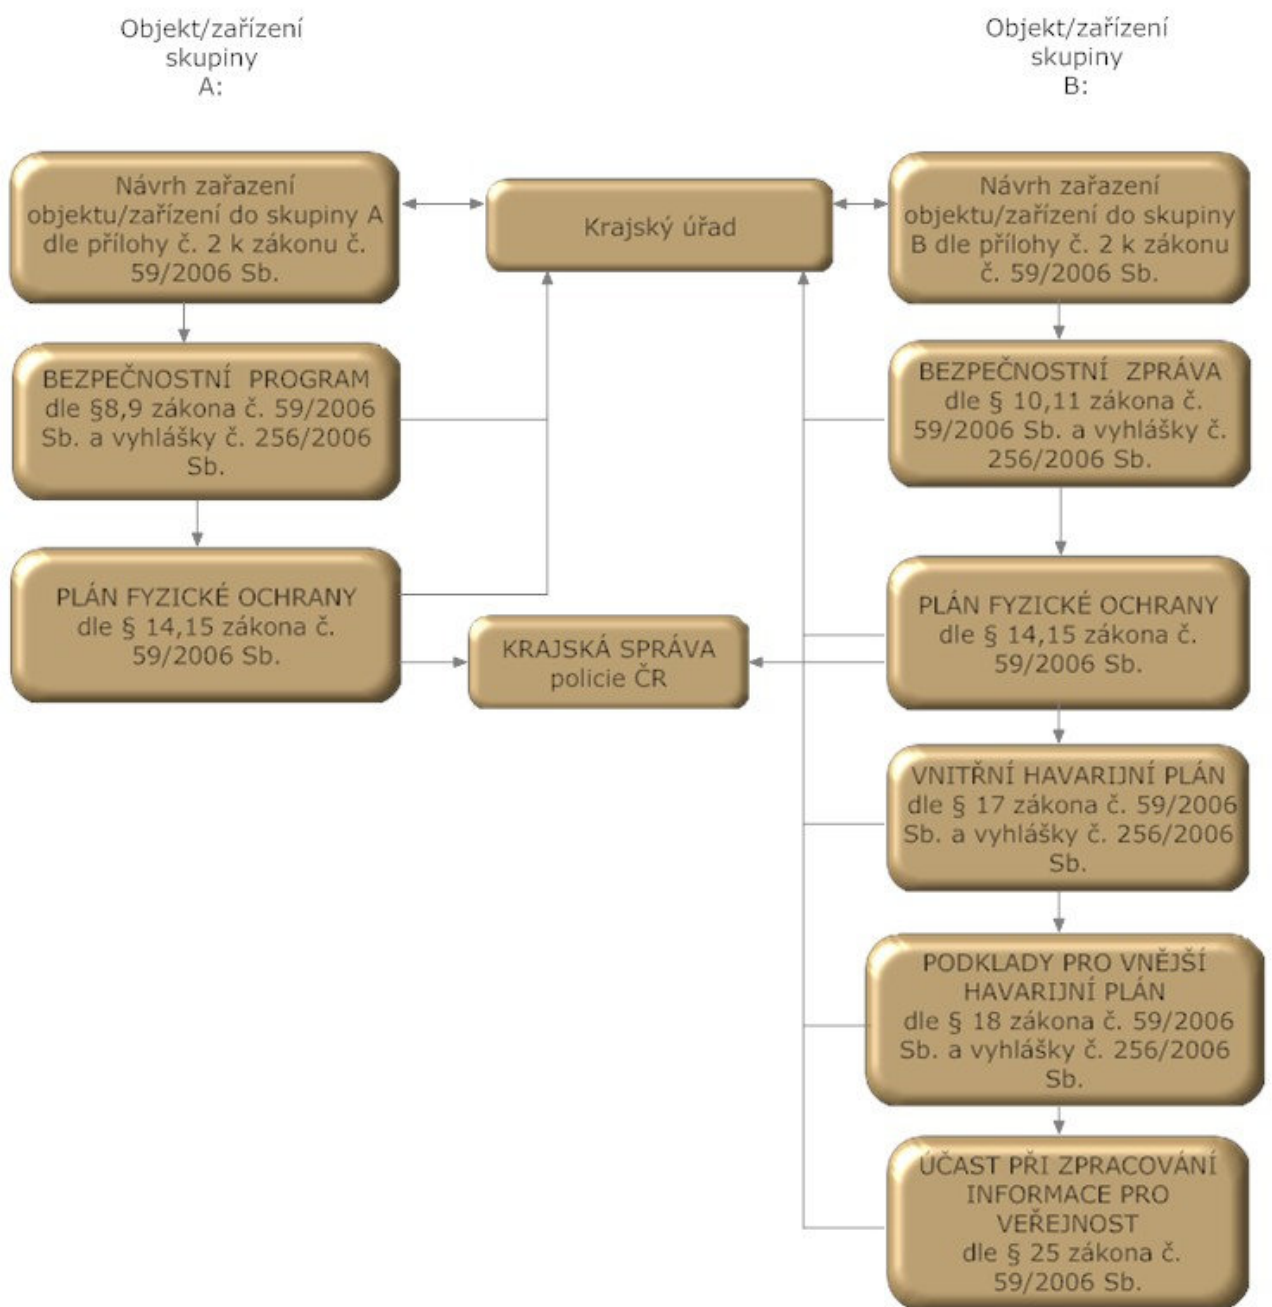 Objekt/zařízení
skupiny
A:
Objekt/zařízení
skupiny
B:
Návrh zařazení
objektu/zařízení do skupiny A
dle přílohy č. 2 k zákonu č.
59/2006 Sb.
Krajský úřad
Návrh zařazení
objektu/zařízení do skupiny
B dle přílohy č. 2 k zákonu
č. 59/2006 Sb.
BEZPEČNOSTNÍ PROGRAM
dle §8,9 zákona č. 59/2006
Sb. a vyhlášky č. 256/2006
Sb.
BEZPEČNOSTNÍ ZPRÁVA
dle § 10,11 zákona č.
59/2006 Sb. a vyhlášky č.
256/2006 Sb.
PLÁN FYZICKÉ OCHRANY
dle § 14,15 zákona č.
59/2006 Sb.
KRAJSKÁ SPRÁVA
policie ČR
PLÁN FYZICKÉ OCHRANY
dle § 14,15 zákona č.
59/2006 Sb.
VNITŘNÍ HAVARIJNÍ PLÁN
dle § 17 zákona č. 59/2006
Sb. a vyhlášky č. 256/2006
Sb.
PODKLADY PRO VNĚJŠÍ
HAVARIJNÍ PLÁN
dle § 18 zákona č. 59/2006
Sb. a vyhlášky č. 256/2006
Sb.
ÚČAST PŘI ZPRACOVÁNÍ
INFORMACE PRO
VEŘEJNOST
dle § 25 zákona č.
59/2006 Sb.